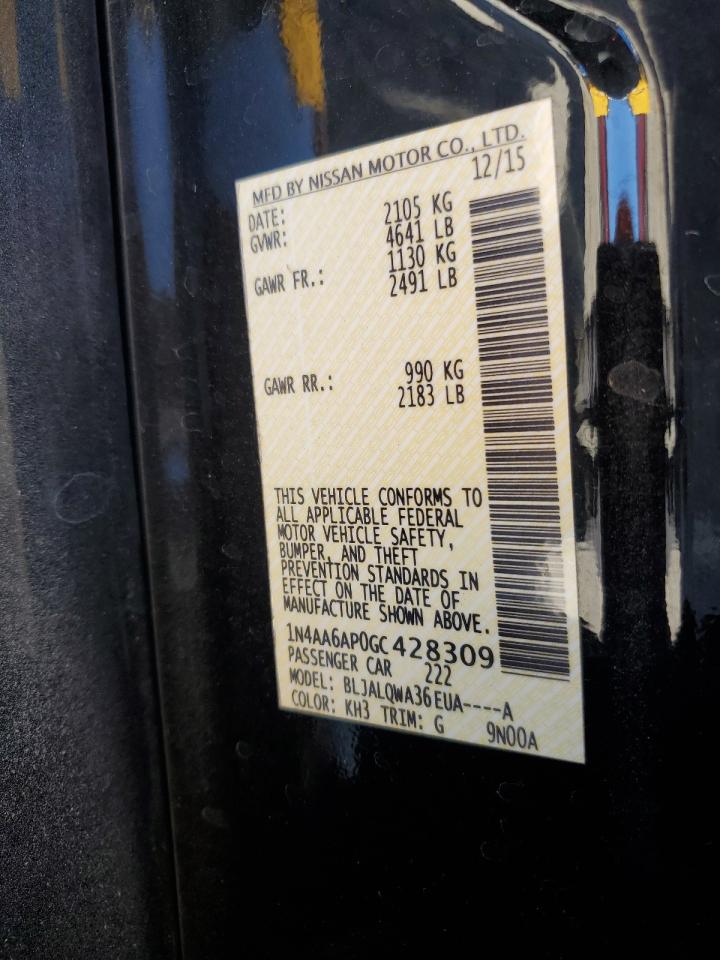 MFD BY NISSAN MOTOR CO., LTD.
DATE: 12/15
GVWR: 2105 KG
4641 LB
GAWR FR.: 1130 KG
2491 LB
GAWR RR.: 990 KG
2183 LB
THIS VEHICLE CONFORMS TO
ALL APPLICABLE FEDERAL
MOTOR VEHICLE SAFETY,
BUMPER, AND THEFT
PREVENTION STANDARDS IN
EFFECT ON THE DATE OF
MANUFACTURE SHOWN ABOVE.
1N4AA6AP0GC428309
PASSENGER CAR 222
MODEL: BLJALQWA36EUA----A
COLOR: KH3 TRIM: G 9N00A